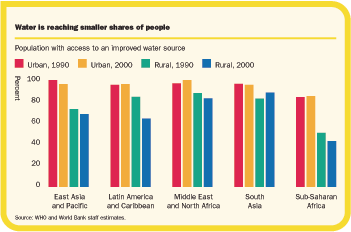 Water is reaching smaller shares of people
Population with access to an improved water source
Urban, 1990 Urban, 2000 Rural, 1990 Rural, 2000
Percent
100
80
60
40
20
0
East Asia and Pacific
Latin America and Caribbean
Middle East and North Africa
South Asia
Sub-Saharan Africa
Source: WHO and World Bank staff estimates.